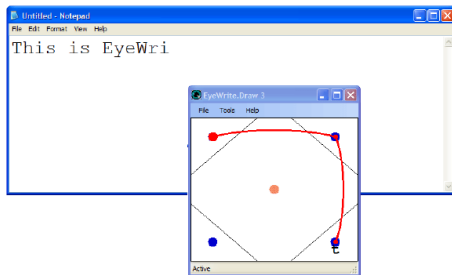 Untitled - Notepad
File Edit Format View Help
This is EyeWri
EyeWrite.Draw 3
File Tools Help
t
Active